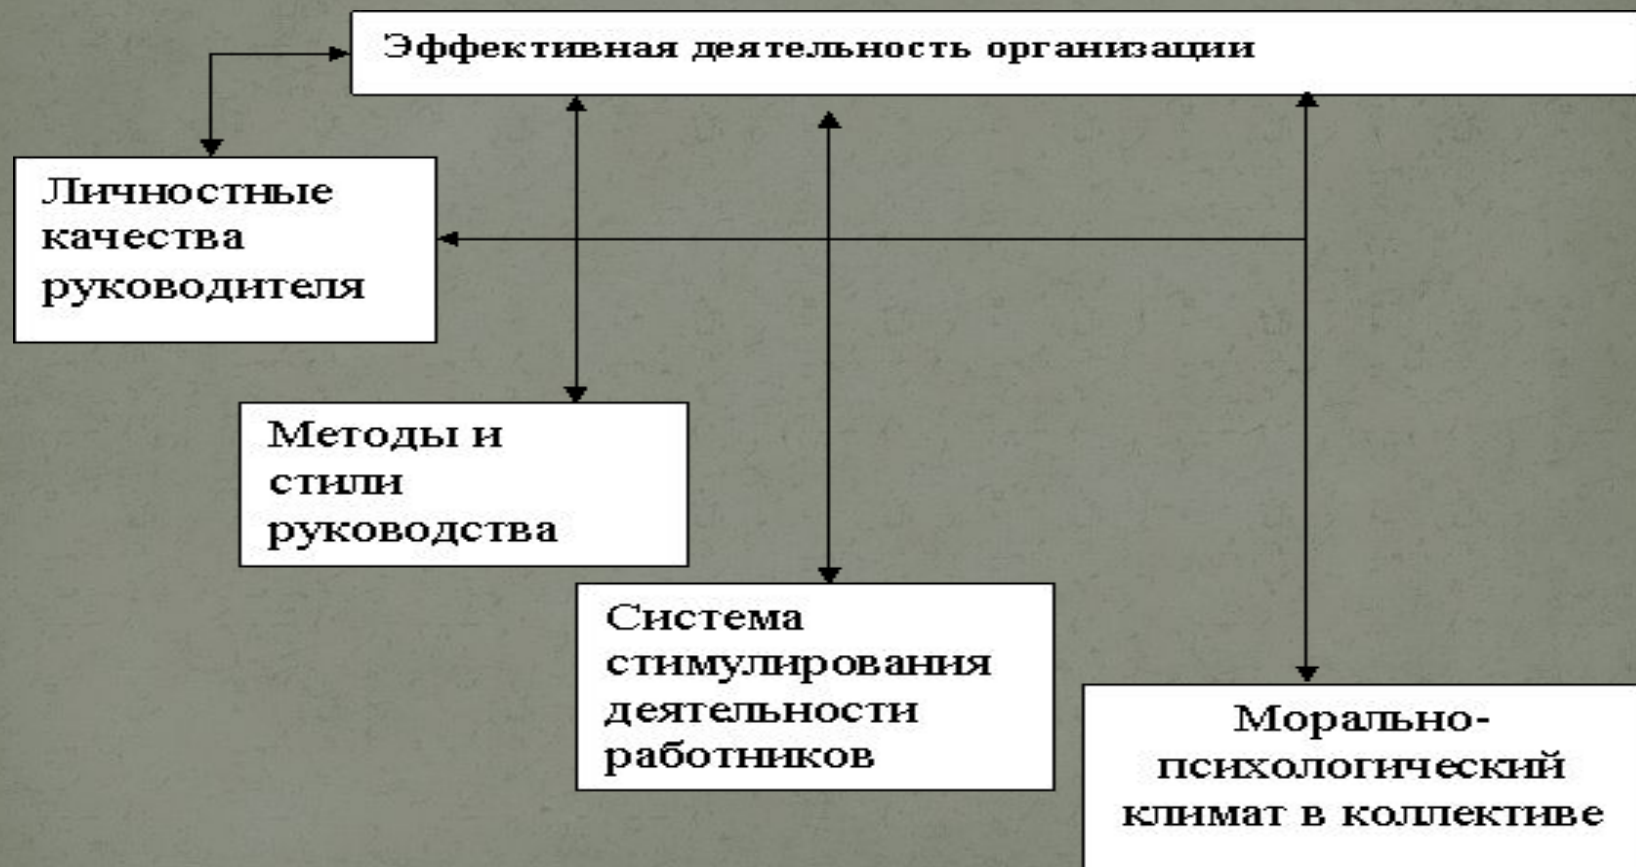 Эффективная деятельность организации
Личностные
качества
руководителя
Методы и
стили
руководства
Система
стимулирования
деятельности
работников
Морально-
психологический
климат в коллективе